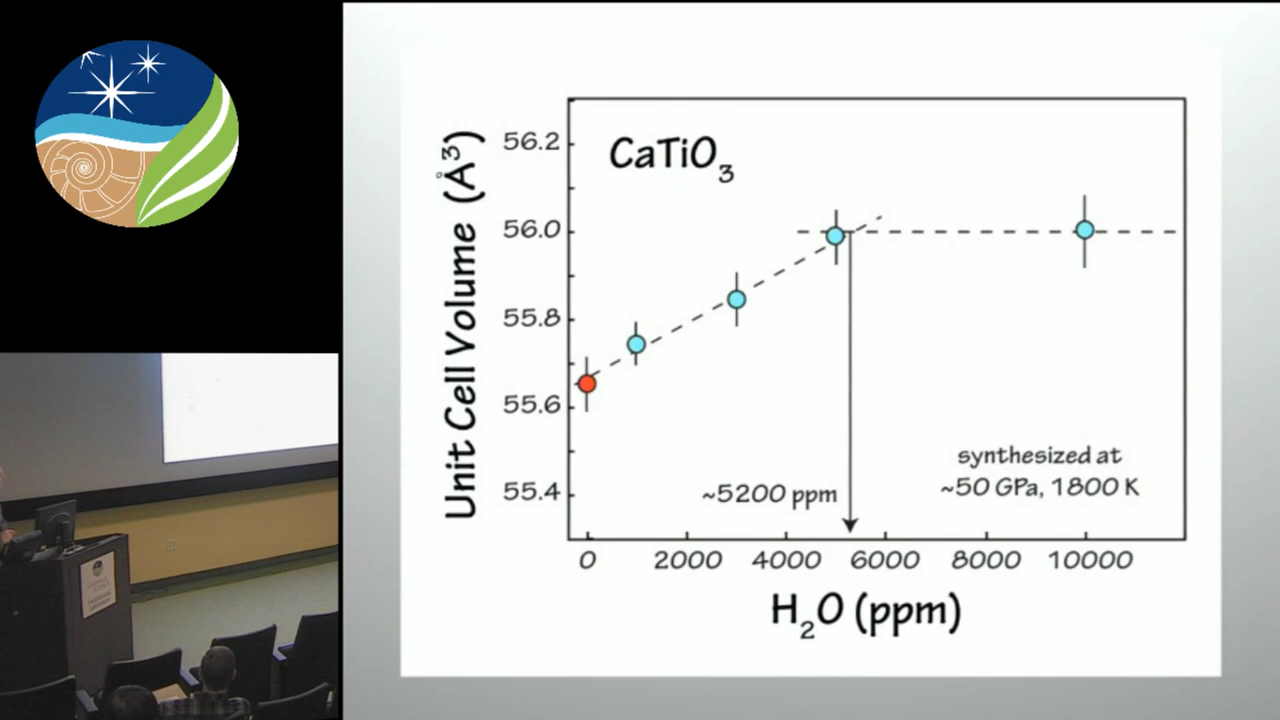 CaTiO3
Unit Cell Volume (Å3)
56.2
56.0
55.8
55.6
55.4
~5200 ppm
synthesized at
~50 GPa, 1800 K
0 2000 4000 6000 8000 10000
H2O (ppm)